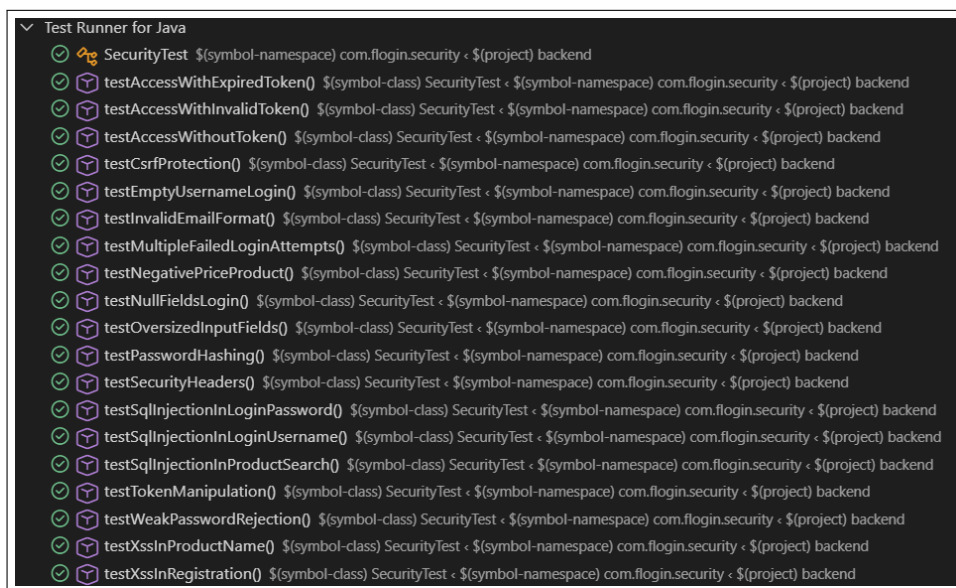 Test Runner for Java
SecurityTest $(symbol-namespace) com.flogin.security < $(project) backend
testAccessWithExpiredToken() $(symbol-class) SecurityTest < $(symbol-namespace) com.flogin.security < $(project) backend
testAccessWithInvalidToken() $(symbol-class) SecurityTest < $(symbol-namespace) com.flogin.security < $(project) backend
testAccessWithoutToken() $(symbol-class) SecurityTest < $(symbol-namespace) com.flogin.security < $(project) backend
testCsrfProtection() $(symbol-class) SecurityTest < $(symbol-namespace) com.flogin.security < $(project) backend
testEmptyUsernameLogin() $(symbol-class) SecurityTest < $(symbol-namespace) com.flogin.security < $(project) backend
testInvalidEmailFormat() $(symbol-class) SecurityTest < $(symbol-namespace) com.flogin.security < $(project) backend
testMultipleFailedLoginAttempts() $(symbol-class) SecurityTest < $(symbol-namespace) com.flogin.security < $(project) backend
testNegativePriceProduct() $(symbol-class) SecurityTest < $(symbol-namespace) com.flogin.security < $(project) backend
testNullFieldsLogin() $(symbol-class) SecurityTest < $(symbol-namespace) com.flogin.security < $(project) backend
testOversizedInputFields() $(symbol-class) SecurityTest < $(symbol-namespace) com.flogin.security < $(project) backend
testPasswordHashing() $(symbol-class) SecurityTest < $(symbol-namespace) com.flogin.security < $(project) backend
testSecurityHeaders() $(symbol-class) SecurityTest < $(symbol-namespace) com.flogin.security < $(project) backend
testSqlInjectionInLoginPassword() $(symbol-class) SecurityTest < $(symbol-namespace) com.flogin.security < $(project) backend
testSqlInjectionInLoginUsername() $(symbol-class) SecurityTest < $(symbol-namespace) com.flogin.security < $(project) backend
testSqlInjectionInProductSearch() $(symbol-class) SecurityTest < $(symbol-namespace) com.flogin.security < $(project) backend
testTokenManipulation() $(symbol-class) SecurityTest < $(symbol-namespace) com.flogin.security < $(project) backend
testWeakPasswordRejection() $(symbol-class) SecurityTest < $(symbol-namespace) com.flogin.security < $(project) backend
testXssInProductName() $(symbol-class) SecurityTest < $(symbol-namespace) com.flogin.security < $(project) backend
testXssInRegistration() $(symbol-class) SecurityTest < $(symbol-namespace) com.flogin.security < $(project) backend